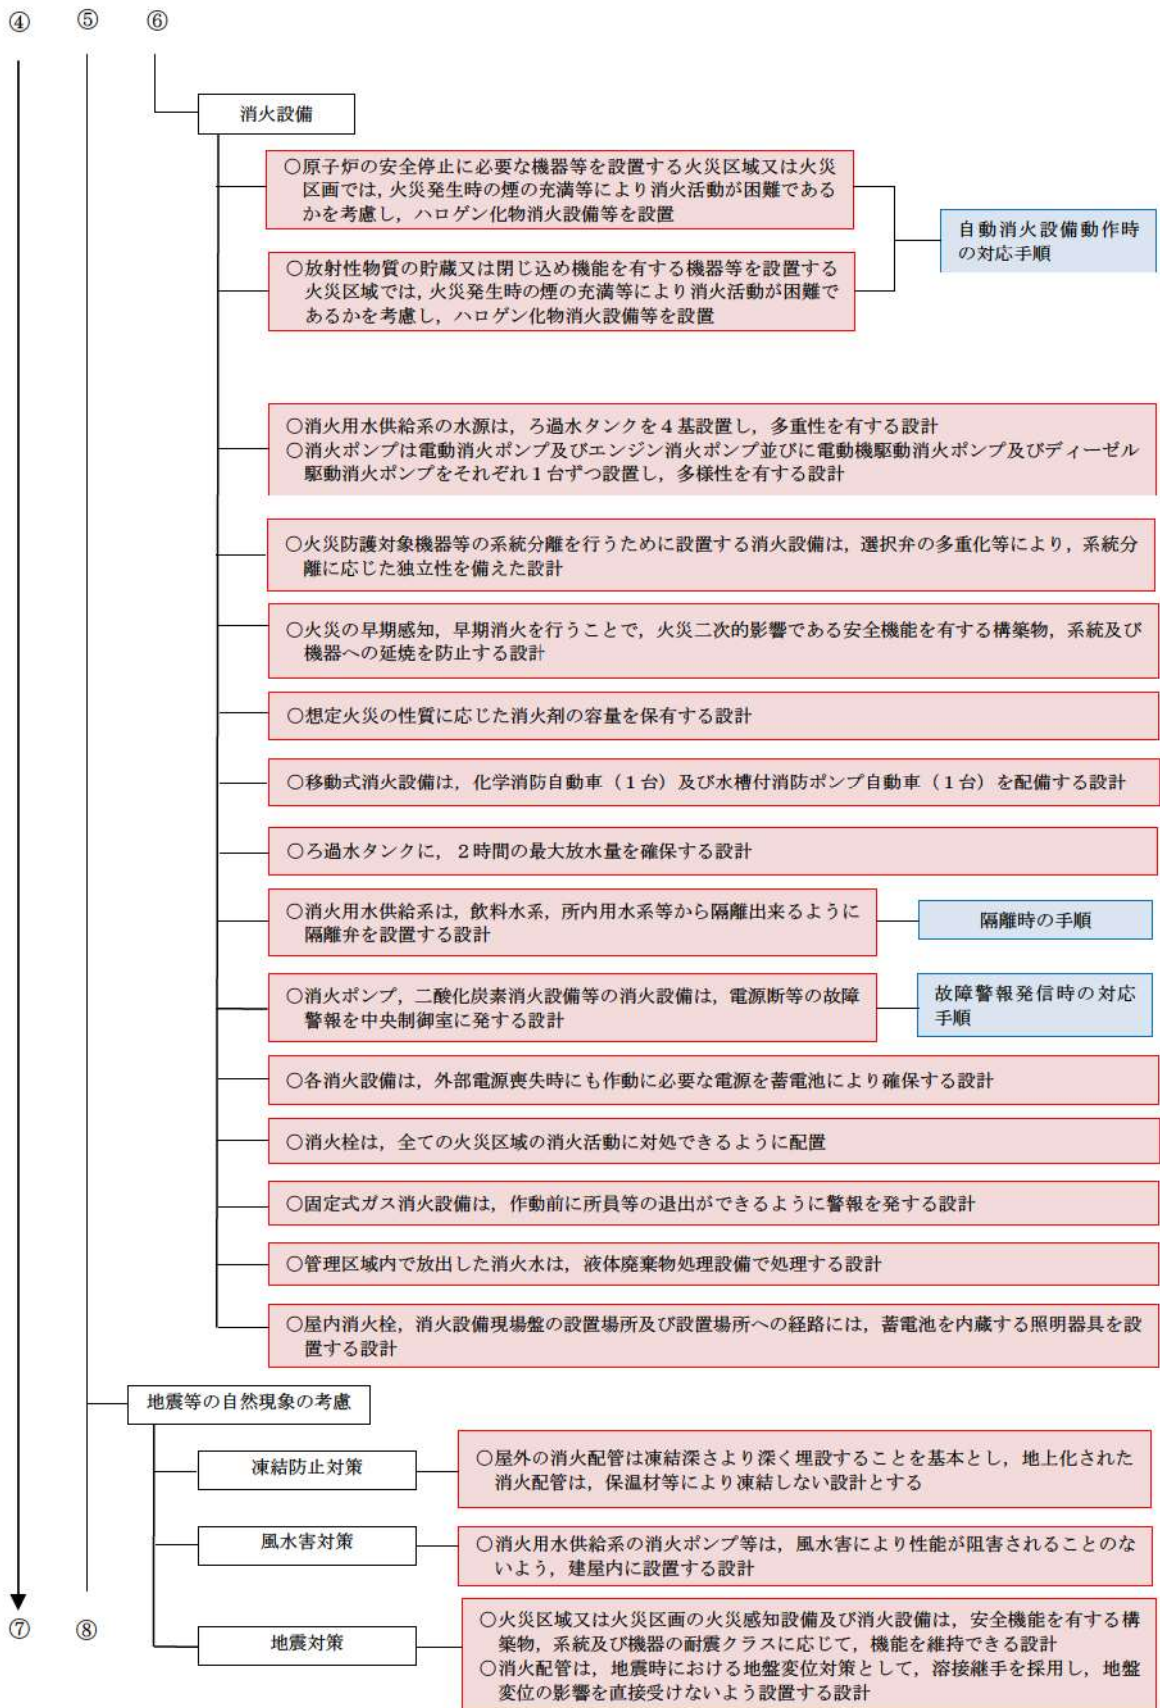 ④ ⑤ ⑥
消火設備
○原子炉の安全停止に必要な機器等を設置する火災区域又は火災
区画では，火災発生時の煙の充満等により消火活動が困難である
かを考慮し，ハロゲン化物消火設備等を設置
自動消火設備動作時
の対応手順
○放射性物質の貯蔵又は閉じ込め機能を有する機器等を設置する
火災区域では，火災発生時の煙の充満等により消火活動が困難で
あるかを考慮し，ハロゲン化物消火設備等を設置
○消火用水供給系の水源は，ろ過水タンクを４基設置し，多重性を有する設計
○消火ポンプは電動消火ポンプ及びエンジン消火ポンプ並びに電動機駆動消火ポンプ及びディーゼル
駆動消火ポンプをそれぞれ１台ずつ設置し，多様性を有する設計
○火災防護対象機器等の系統分離を行うために設置する消火設備は，選択弁の多重化等により，系統分
離に応じた独立性を備えた設計
○火災の早期感知，早期消火を行うことで，火災二次的影響である安全機能を有する構築物，系統及び
機器への延焼を防止する設計
○想定火災の性質に応じた消火剤の容量を保有する設計
○移動式消火設備は，化学消防自動車（１台）及び水槽付消防ポンプ自動車（１台）を配備する設計
○ろ過水タンクに，２時間の最大放水量を確保する設計
○消火用水供給系は，飲料水系，所内用水系等から隔離出来るように
隔離弁を設置する設計
隔離時の手順
○消火ポンプ，二酸化炭素消火設備等の消火設備は，電源断等の故障
警報を中央制御室に発する設計
故障警報発信時の対応
手順
○各消火設備は，外部電源喪失時にも作動に必要な電源を蓄電池により確保する設計
○消火栓は，全ての火災区域の消火活動に対処できるように配置
○固定式ガス消火設備は，作動前に所員等の退出ができるように警報を発する設計
○管理区域内で放出した消火水は，液体廃棄物処理設備で処理する設計
○屋内消火栓，消火設備現場盤の設置場所及び設置場所への経路には，蓄電池を内蔵する照明器具を設
置する設計
地震等の自然現象の考慮
凍結防止対策
○屋外の消火配管は凍結深さより深く埋設することを基本とし，地上化された
消火配管は，保温材等により凍結しない設計とする
風水害対策
○消火用水供給系の消火ポンプ等は，風水害により性能が阻害されることのな
いよう，建屋内に設置する設計
地震対策
○火災区域又は火災区画の火災感知設備及び消火設備は，安全機能を有する構
築物，系統及び機器の耐震クラスに応じて，機能を維持できる設計
○消火配管は，地震時における地盤変位対策として，溶接継手を採用し，地盤
変位の影響を直接受けないよう設置する設計
⑦ ⑧